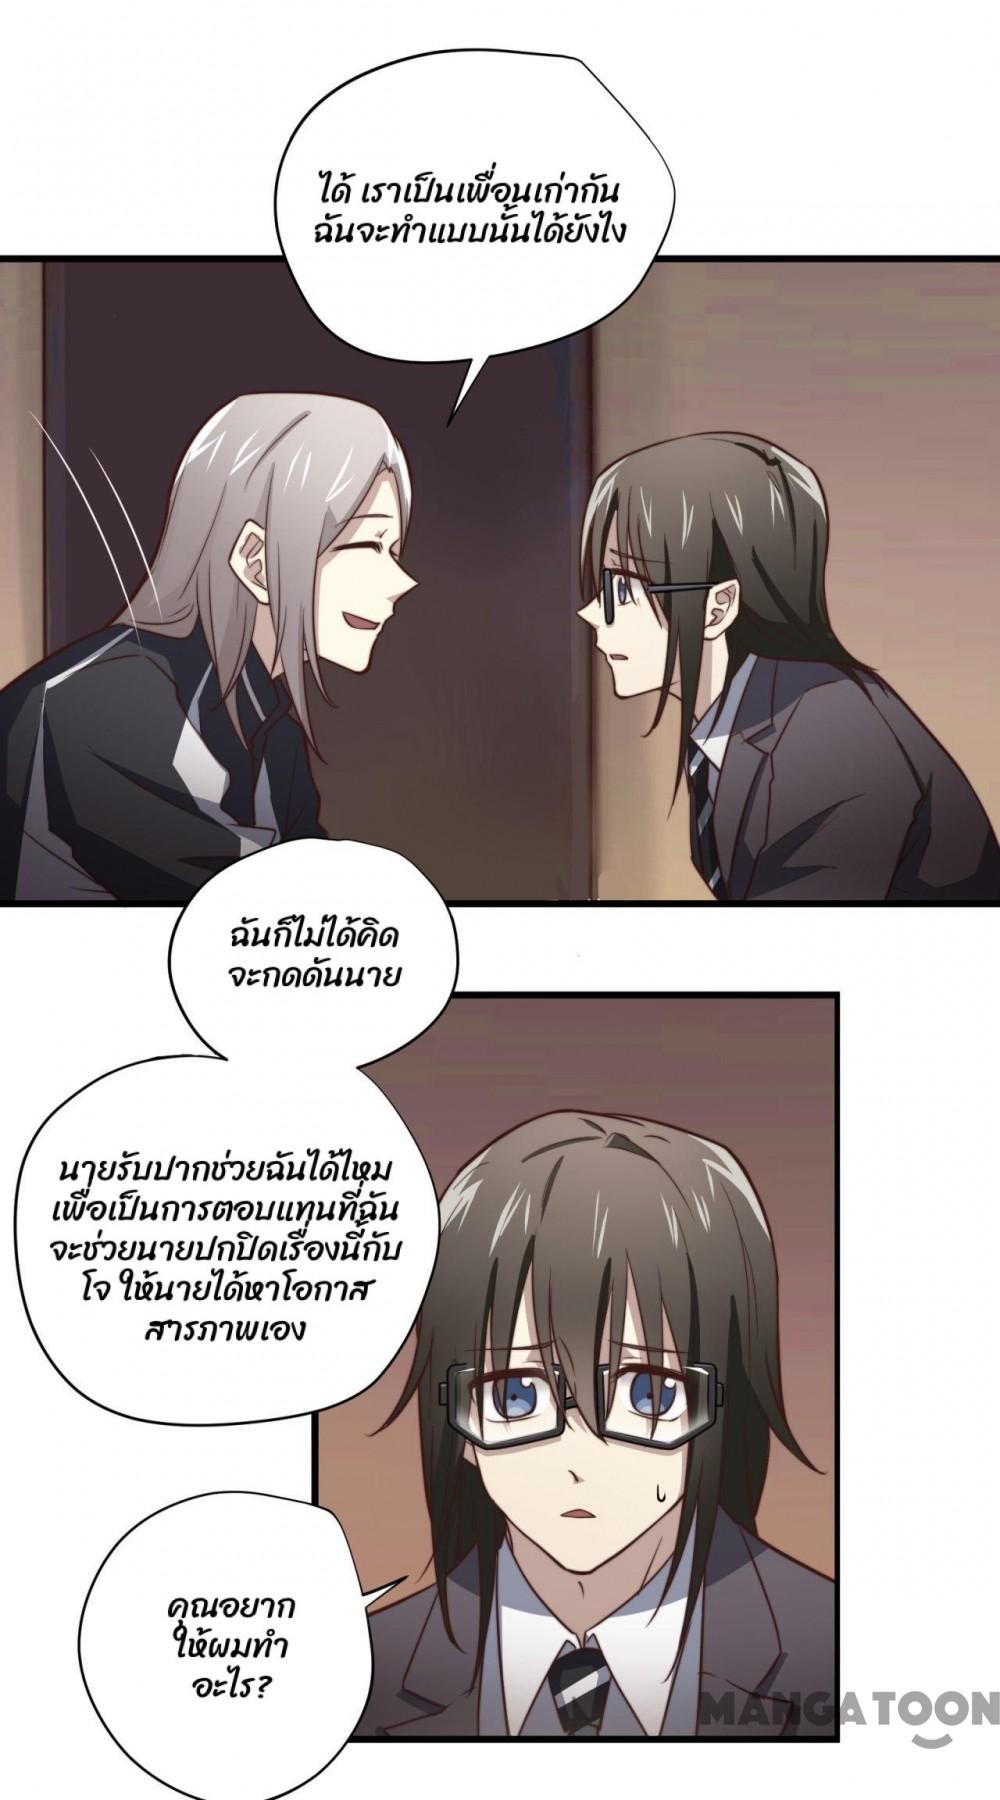 ได้ เราเป็นเพื่อนเก่ากัน
ฉันจะทำแบบนั้นได้ยังไง
ฉันก็ไม่ได้คิด
จะกดดันนาย
นายรับปากช่วยฉันได้ไหม
เพื่อเป็นการตอบแทนที่ฉัน
จะช่วยนายปกปิดเรื่องนี้กับ
โจ ให้นายได้หาโอกาส
สารภาพเอง
คุณอยาก
ให้ผมทำ
อะไร?
MANGATOON